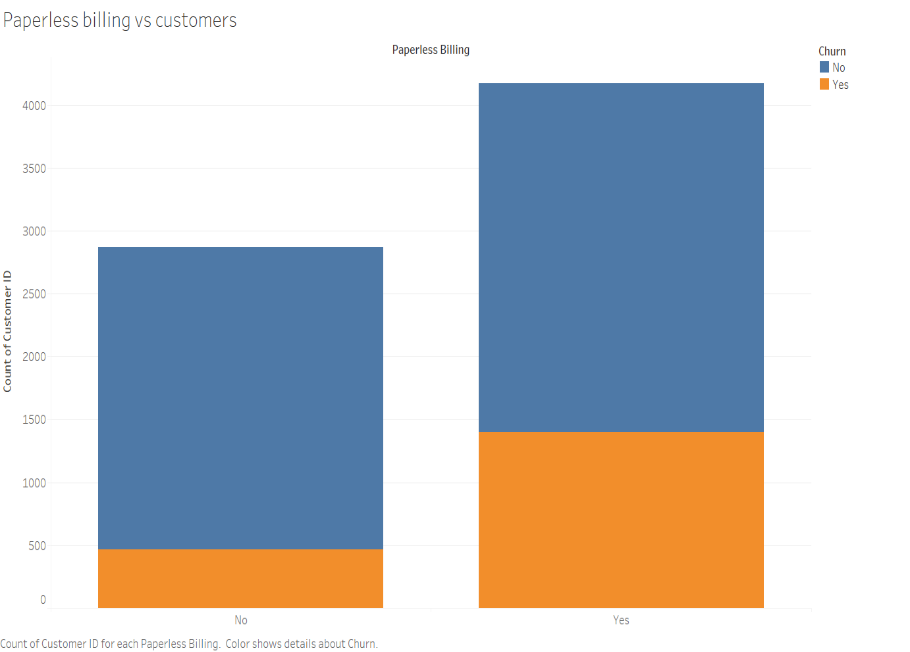 Paperless billing vs customers
Paperless Billing
Churn
No
Yes
Count of Customer ID
4000
3500
3000
2500
2000
1500
1000
500
0
No
Yes
Count of Customer ID for each Paperless Billing. Color shows details about Churn.